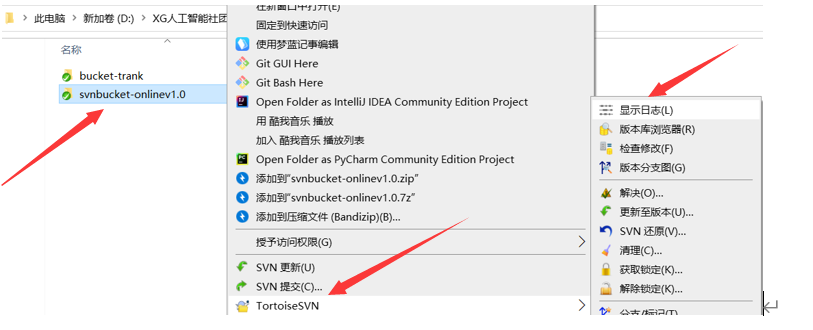 此电脑 › 新加卷 (D:) › XG人工智能社团
名称
bucket-trank
svnbucket-onlinev1.0
在新窗口中打开(E)
固定到快速访问
使用梦蓝记事编辑
Git GUI Here
Git Bash Here
Open Folder as IntelliJ IDEA Community Edition Project
用 酷我音乐 播放
加入 酷我音乐 播放列表
Open Folder as PyCharm Community Edition Project
添加到"svnbucket-onlinev1.0.zip"
添加到"svnbucket-onlinev1.0.7z"
添加到压缩文件 (Bandizip)(B)...
授予访问权限(G)
SVN 更新(U)
SVN 提交(C)...
TortoiseSVN
显示日志(L)
版本库浏览器(R)
检查修改(F)
版本分支图(G)
解决(O)...
更新至版本(U)...
SVN 还原(V)...
清理(C)...
获取锁定(K)...
解除锁定(K)...
分支/标记(T)